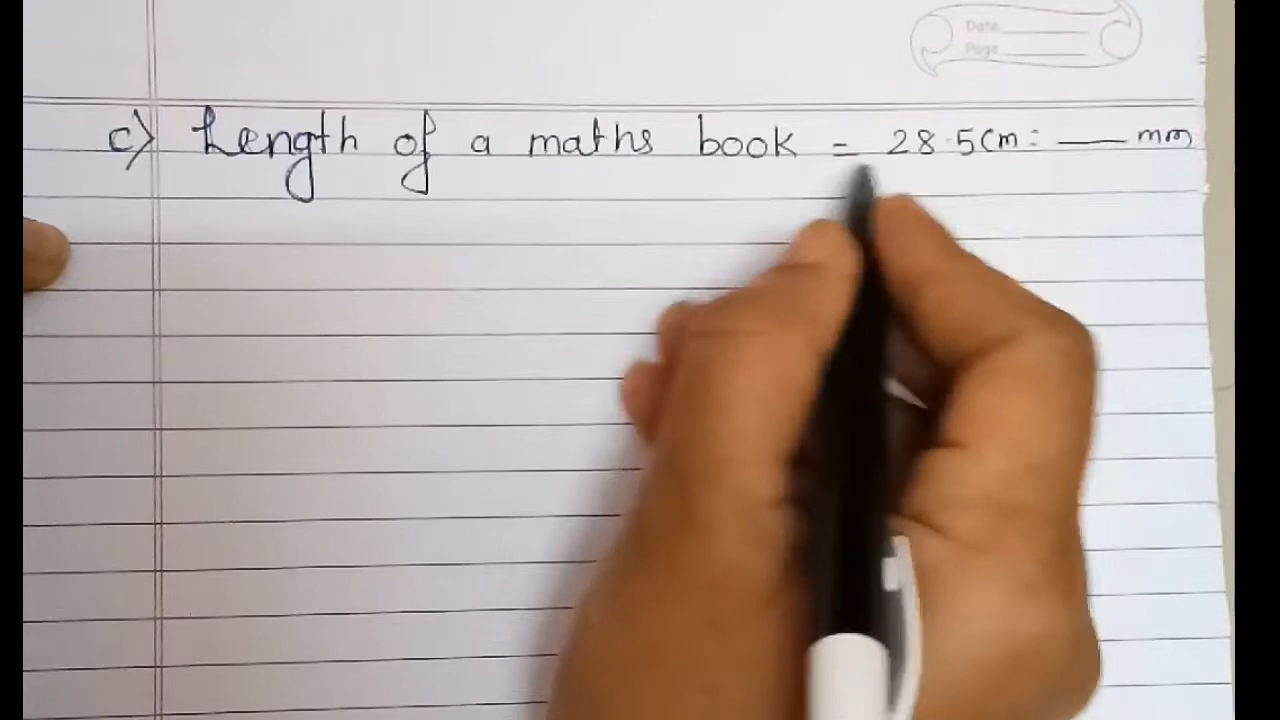 Date
Page
c) Length of a maths book = 28.5cm = ___ mm